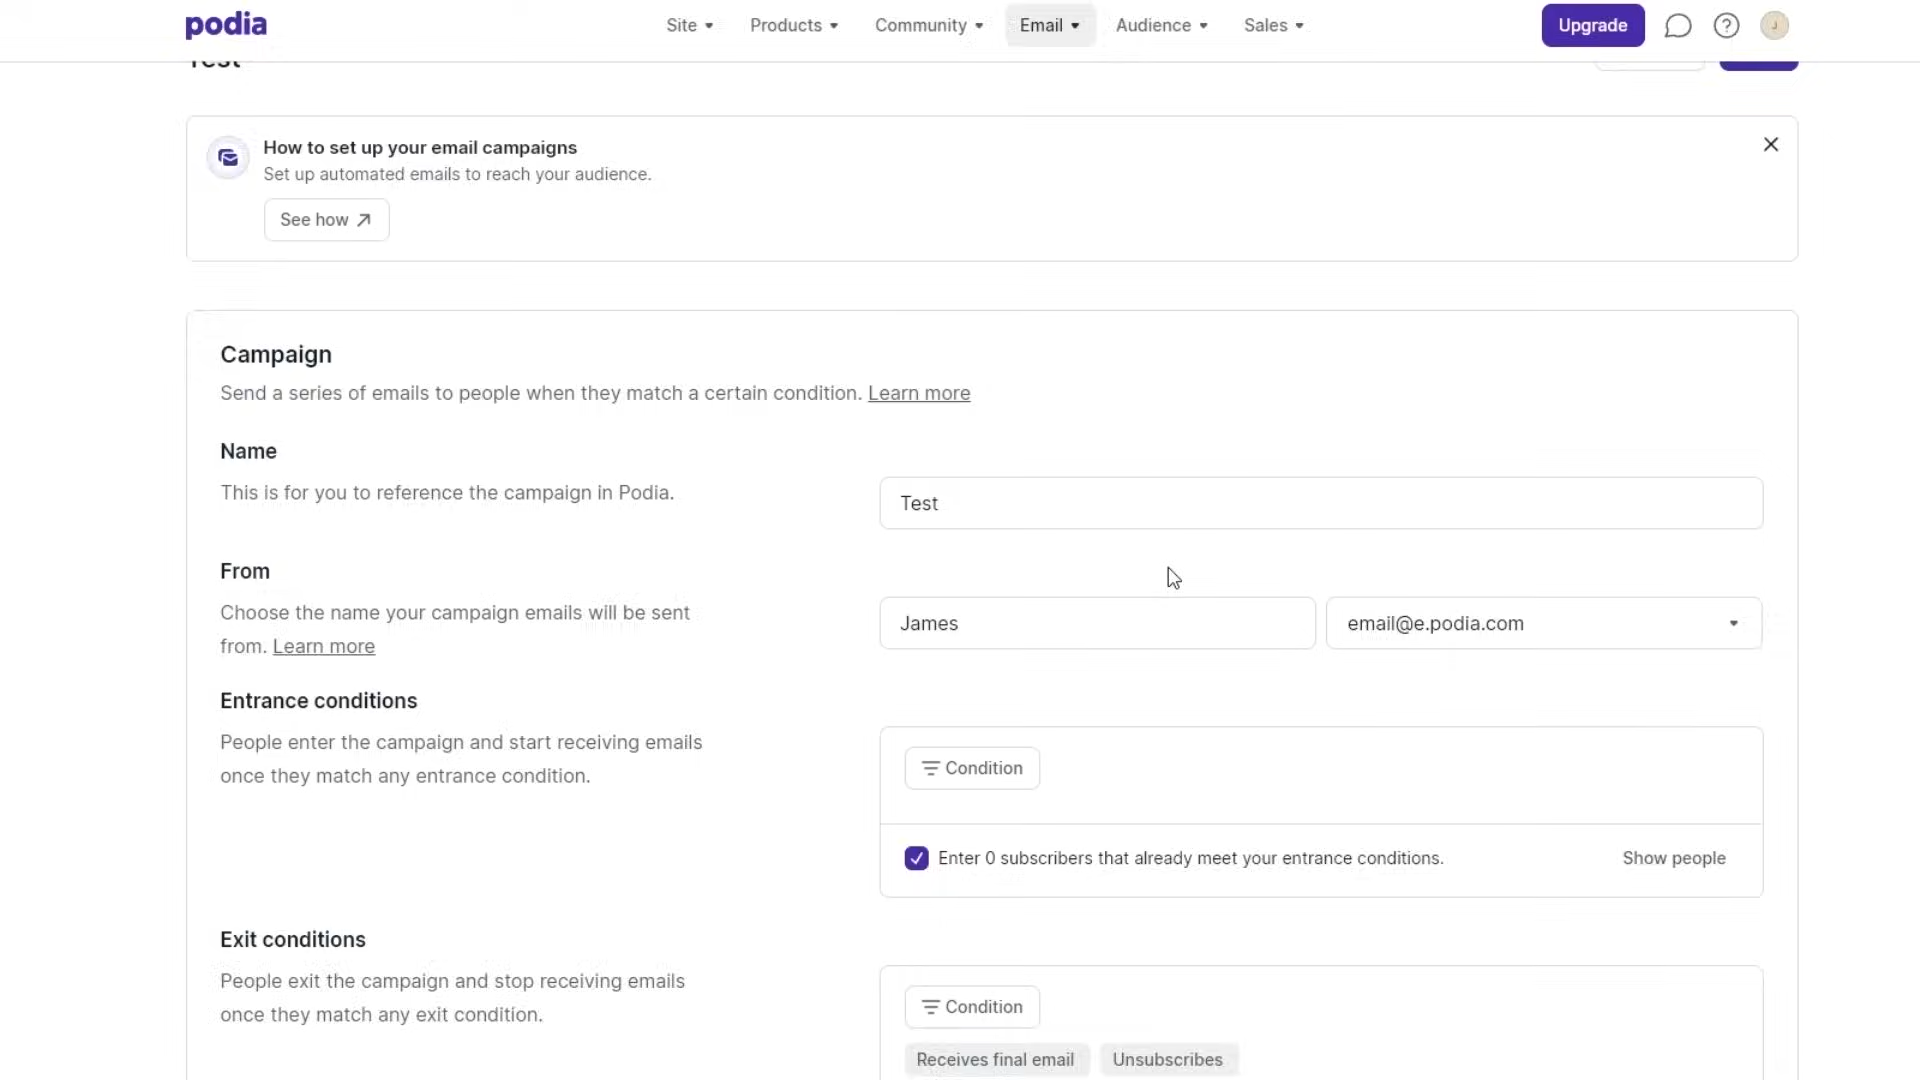 podia
Site
Products
Community
Email
Audience
Sales
Upgrade
J
Test
How to set up your email campaigns
Set up automated emails to reach your audience.
See how
Campaign
Send a series of emails to people when they match a certain condition. Learn more
Name
This is for you to reference the campaign in Podia.
Test
From
Choose the name your campaign emails will be sent
from. Learn more
James
email@e.podia.com
Entrance conditions
People enter the campaign and start receiving emails
once they match any entrance condition.
Condition
Enter 0 subscribers that already meet your entrance conditions.
Show people
Exit conditions
People exit the campaign and stop receiving emails
once they match any exit condition.
Condition
Receives final email
Unsubscribes